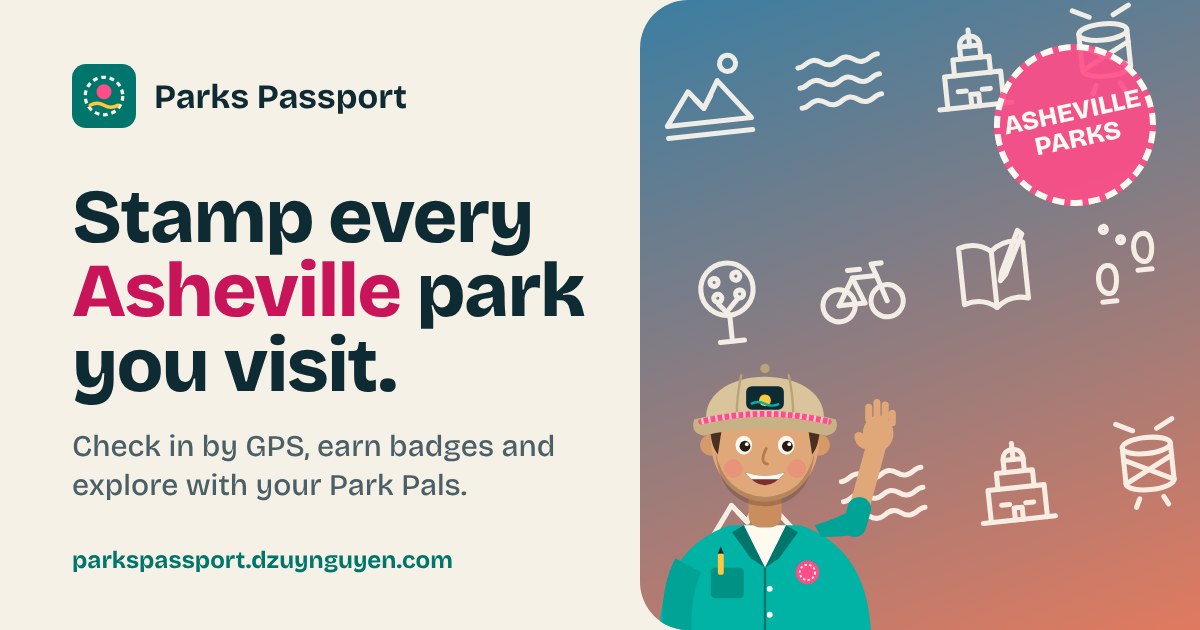 Parks Passport
Stamp every
Asheville park
you visit.
Check in by GPS, earn badges and
explore with your Park Pals.
parkspassport.dzuynguyen.com
ASHEVILLE
PARKS